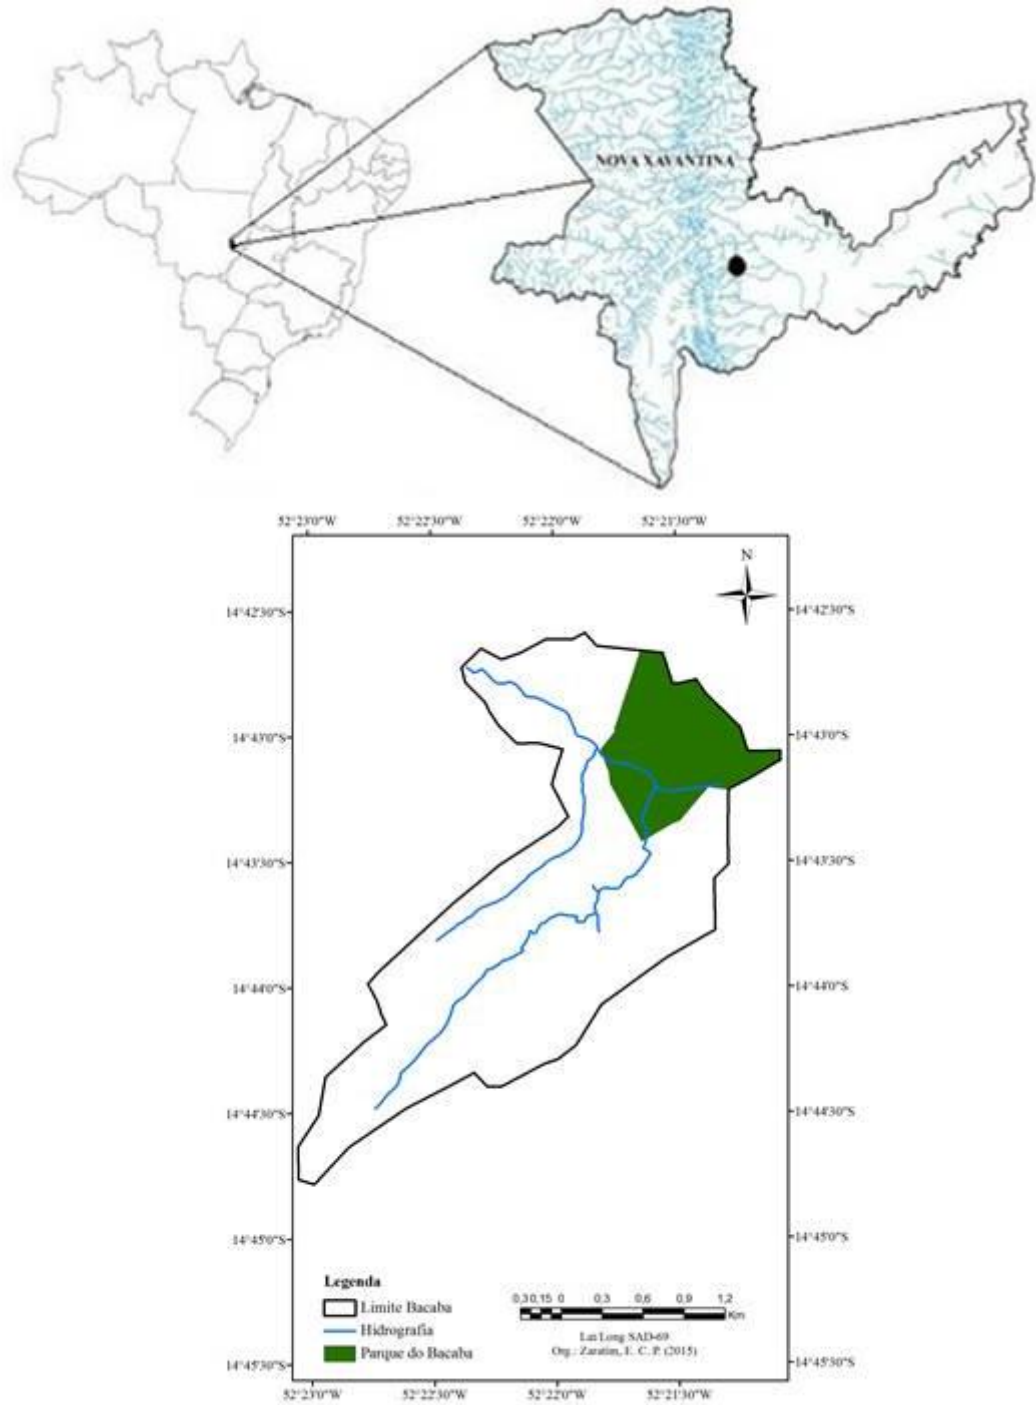 NOVA XAVANTINA
52°23'0"W 52°22'30"W 52°22'0"W 52°21'30"W
N
14°42'30"S 14°42'30"S
14°43'0"S 14°43'0"S
14°43'30"S 14°43'30"S
14°44'0"S 14°44'0"S
14°44'30"S 14°44'30"S
14°45'0"S 14°45'0"S
Legenda
Limite Bacaba
Hidrografia
Parque do Bacaba
0,30,15 0 0,3 0,6 0,9 1,2
Km
Lat Long SAD-69
Org.: Zaratim, E. C. P. (2015)
14°45'30"S 14°45'30"S
52°23'0"W 52°22'30"W 52°22'0"W 52°21'30"W